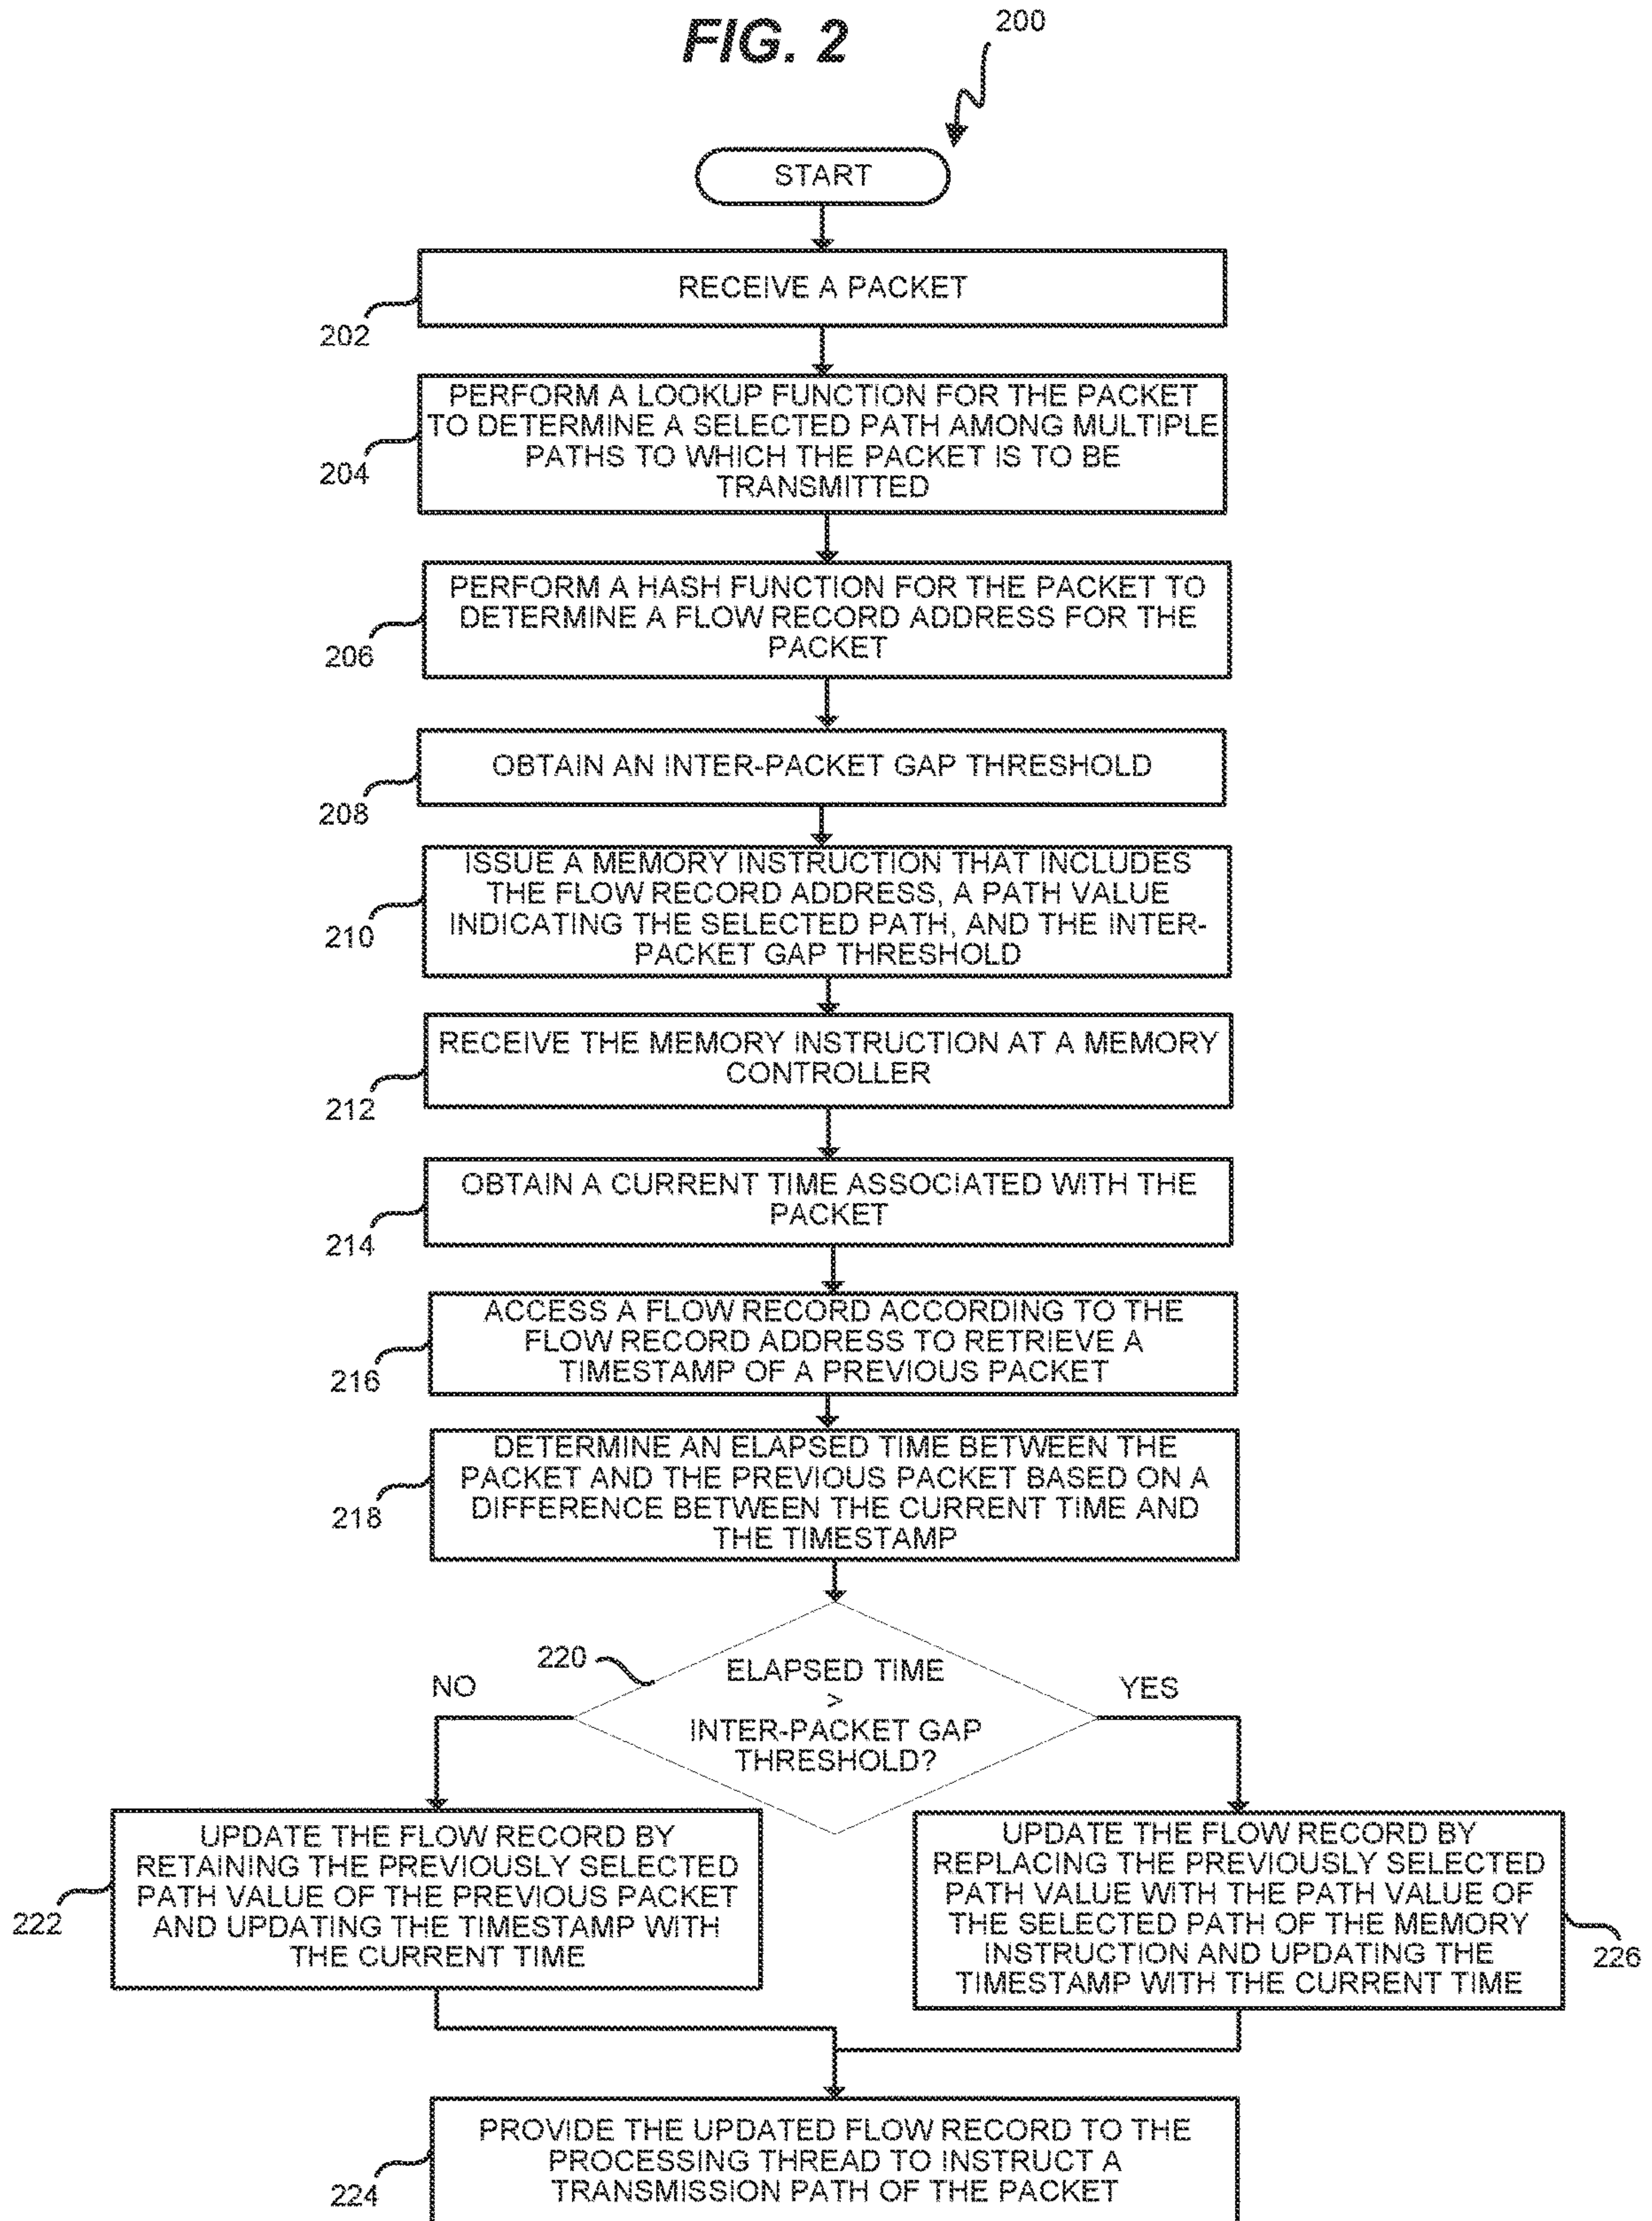 FIG. 2
200
START
RECEIVE A PACKET
202
PERFORM A LOOKUP FUNCTION FOR THE PACKET
TO DETERMINE A SELECTED PATH AMONG MULTIPLE
PATHS TO WHICH THE PACKET IS TO BE
TRANSMITTED
204
PERFORM A HASH FUNCTION FOR THE PACKET TO
DETERMINE A FLOW RECORD ADDRESS FOR THE
PACKET
206
OBTAIN AN INTER-PACKET GAP THRESHOLD
208
ISSUE A MEMORY INSTRUCTION THAT INCLUDES
THE FLOW RECORD ADDRESS, A PATH VALUE
INDICATING THE SELECTED PATH, AND THE INTER-
PACKET GAP THRESHOLD
210
RECEIVE THE MEMORY INSTRUCTION AT A MEMORY
CONTROLLER
212
OBTAIN A CURRENT TIME ASSOCIATED WITH THE
PACKET
214
ACCESS A FLOW RECORD ACCORDING TO THE
FLOW RECORD ADDRESS TO RETRIEVE A
TIMESTAMP OF A PREVIOUS PACKET
216
DETERMINE AN ELAPSED TIME BETWEEN THE
PACKET AND THE PREVIOUS PACKET BASED ON A
DIFFERENCE BETWEEN THE CURRENT TIME AND
THE TIMESTAMP
218
220
ELAPSED TIME
>
INTER-PACKET GAP
THRESHOLD?
NO
YES
UPDATE THE FLOW RECORD BY
RETAINING THE PREVIOUSLY SELECTED
PATH VALUE OF THE PREVIOUS PACKET
AND UPDATING THE TIMESTAMP WITH
THE CURRENT TIME
222
UPDATE THE FLOW RECORD BY
REPLACING THE PREVIOUSLY SELECTED
PATH VALUE WITH THE PATH VALUE OF
THE SELECTED PATH OF THE MEMORY
INSTRUCTION AND UPDATING THE
TIMESTAMP WITH THE CURRENT TIME
226
PROVIDE THE UPDATED FLOW RECORD TO THE
PROCESSING THREAD TO INSTRUCT A
TRANSMISSION PATH OF THE PACKET
224